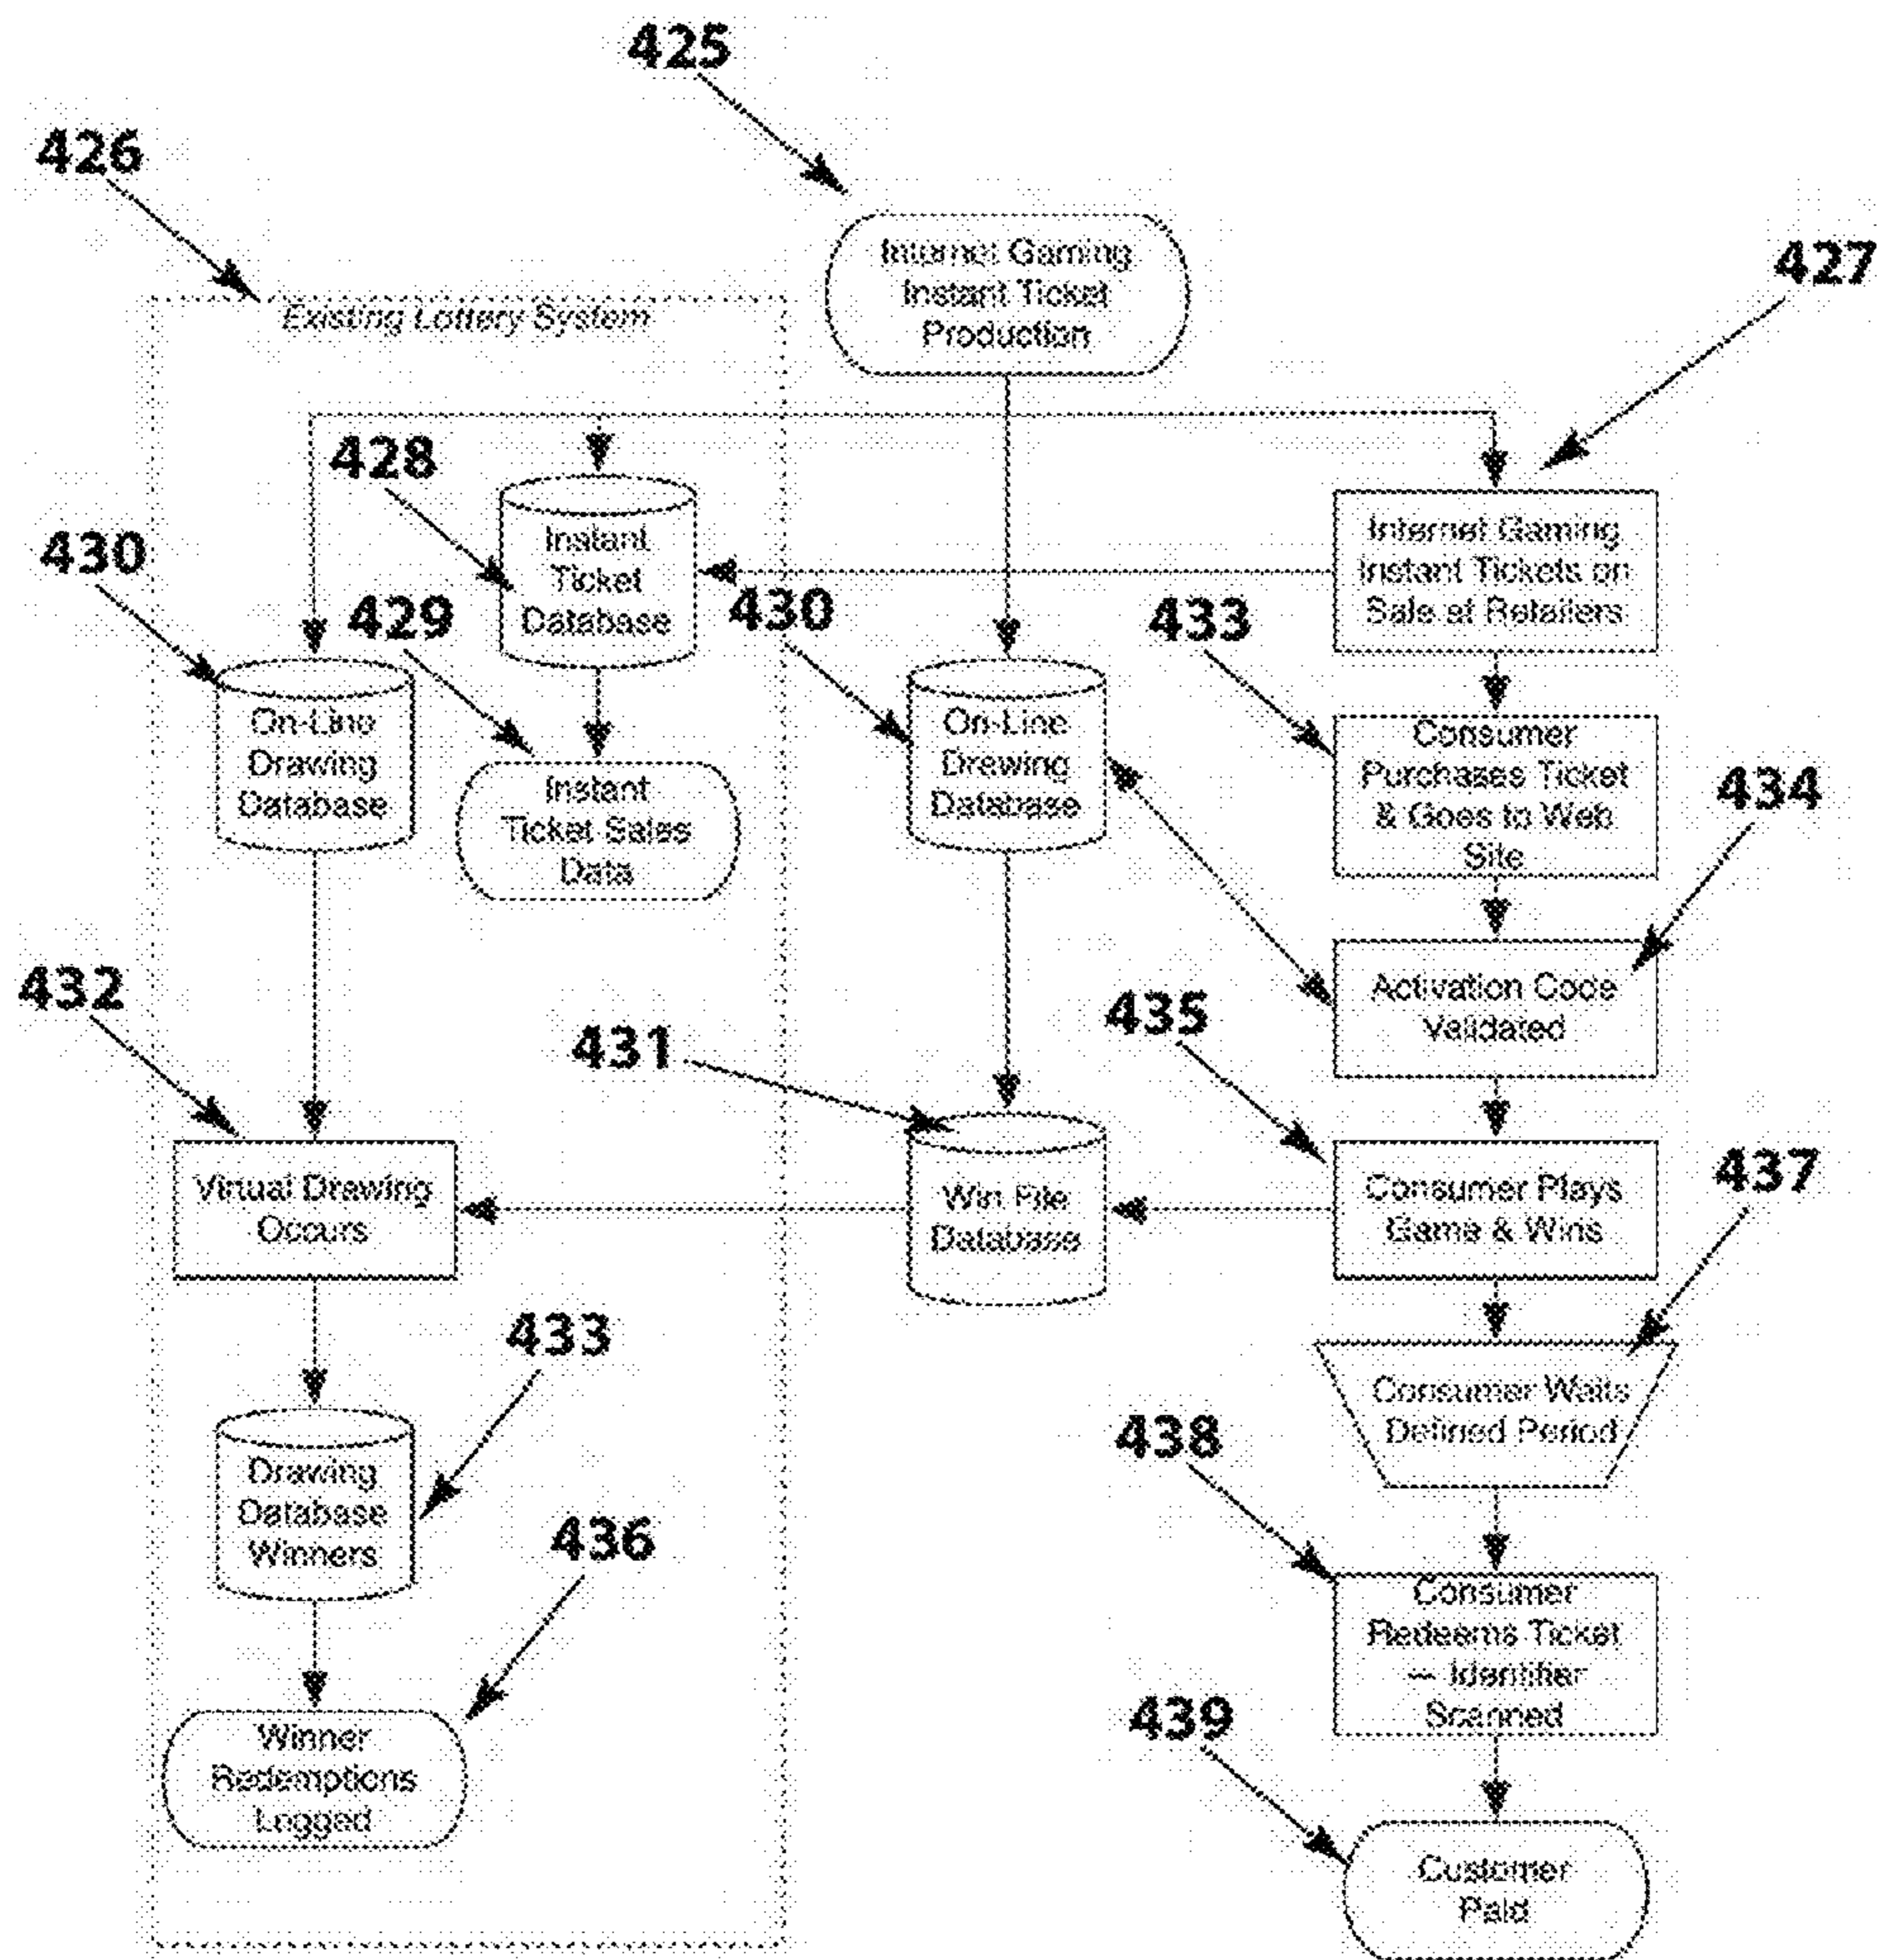 425
426
Internet Gaming
Instant Ticket
Production
427
Existing Lottery System
428
Instant
Ticket
Database
Internet Gaming
Instant Tickets on
Sale at Retailers
430
429
430
433
On-Line
Drawing
Database
Instant
Ticket Sales
Data
On-Line
Drawing
Database
Consumer
Purchases Ticket
& Goes to Web
Site
434
432
Activation Code
Validated
431
435
Virtual Drawing
Occurs
Win File
Database
Consumer Plays
Game & Wins
437
433
Consumer Waits
Defined Period
Drawing
Database
Winners
438
436
Consumer
Redeems Ticket
— Identifier
Scanned
Winner
Redemptions
Logged
439
Customer
Paid